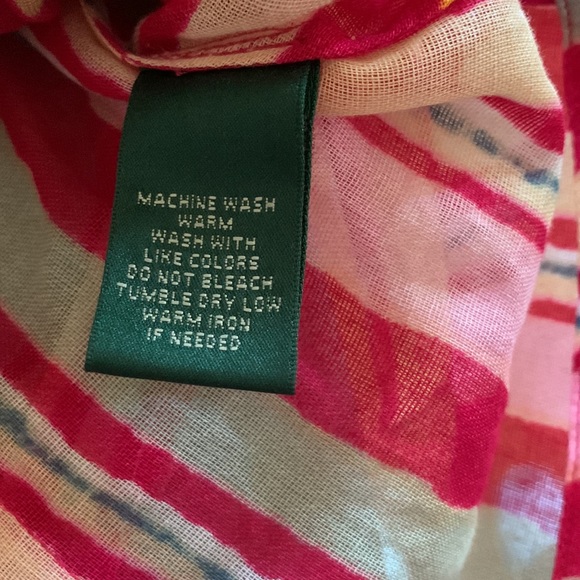 MACHINE WASH
WARM
WASH WITH
LIKE COLORS
DO NOT BLEACH
TUMBLE DRY LOW
WARM IRON
IF NEEDED